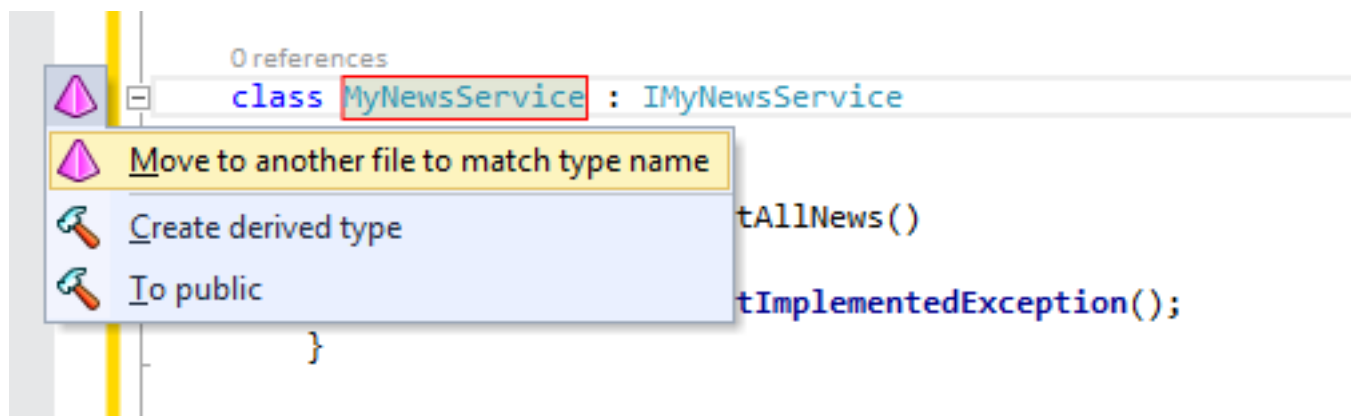 0 references
class MyNewsService : IMyNewsService
Move to another file to match type name
Create derived type
tAllNews()
To public
tImplementedException();
}